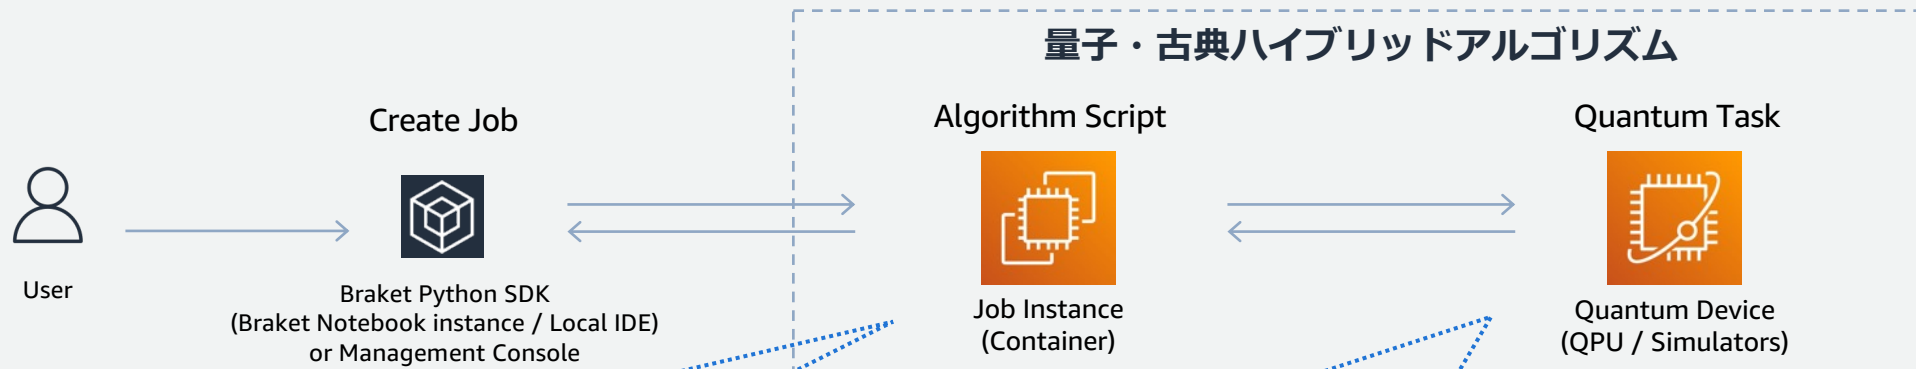 量子・古典ハイブリッドアルゴリズム
Create Job
Algorithm Script
Quantum Task
User
Braket Python SDK
(Braket Notebook instance / Local IDE)
or Management Console
Job Instance
(Container)
Quantum Device
(QPU / Simulators)